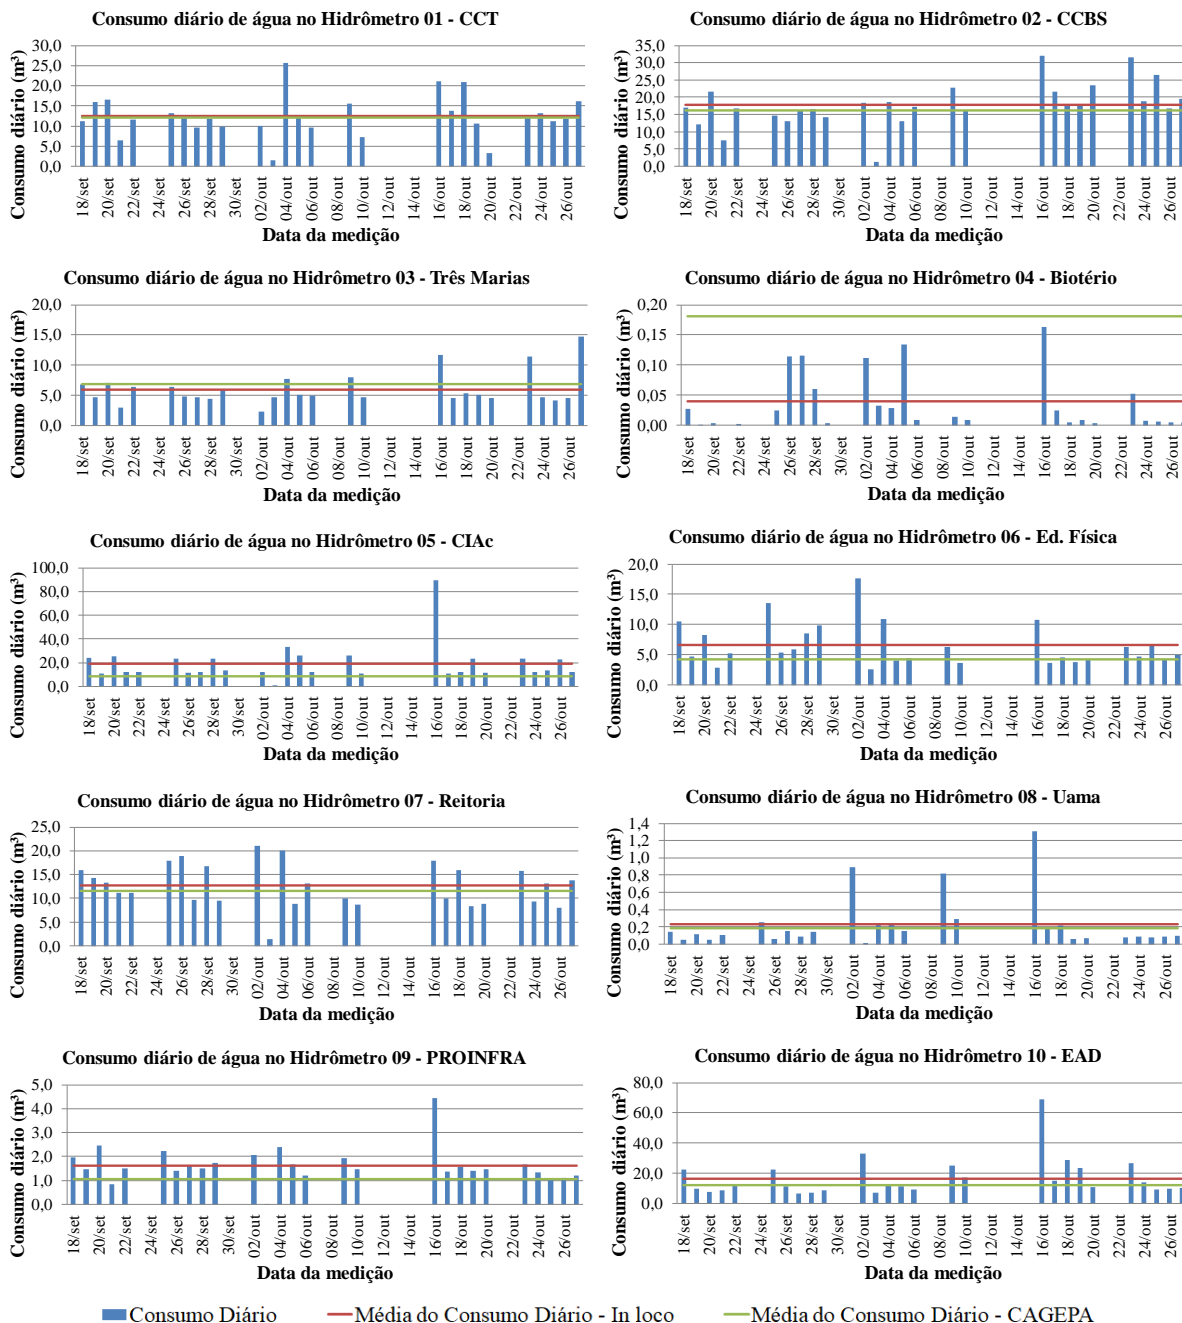 Consumo diário de água no Hidrômetro 01 - CCT
Consumo diário (m³)
30,0
25,0
20,0
15,0
10,0
5,0
0,0
18/set 20/set 22/set 24/set 26/set 28/set 30/set 02/out 04/out 06/out 08/out 10/out 12/out 14/out 16/out 18/out 20/out 22/out 24/out 26/out
Data da medição
Consumo diário de água no Hidrômetro 02 - CCBS
Consumo diário (m³)
35,0
30,0
25,0
20,0
15,0
10,0
5,0
0,0
18/set 20/set 22/set 24/set 26/set 28/set 30/set 02/out 04/out 06/out 08/out 10/out 12/out 14/out 16/out 18/out 20/out 22/out 24/out 26/out
Data da medição
Consumo diário de água no Hidrômetro 03 - Três Marias
Consumo diário (m³)
20,0
15,0
10,0
5,0
0,0
18/set 20/set 22/set 24/set 26/set 28/set 30/set 02/out 04/out 06/out 08/out 10/out 12/out 14/out 16/out 18/out 20/out 22/out 24/out 26/out
Data da medição
Consumo diário de água no Hidrômetro 04 - Biotério
Consumo diário (m³)
0,20
0,15
0,10
0,05
0,00
18/set 20/set 22/set 24/set 26/set 28/set 30/set 02/out 04/out 06/out 08/out 10/out 12/out 14/out 16/out 18/out 20/out 22/out 24/out 26/out
Data da medição
Consumo diário de água no Hidrômetro 05 - CIAc
Consumo diário (m³)
100,0
80,0
60,0
40,0
20,0
0,0
18/set 20/set 22/set 24/set 26/set 28/set 30/set 02/out 04/out 06/out 08/out 10/out 12/out 14/out 16/out 18/out 20/out 22/out 24/out 26/out
Data da medição
Consumo diário de água no Hidrômetro 06 - Ed. Física
Consumo diário (m³)
20,0
15,0
10,0
5,0
0,0
18/set 20/set 22/set 24/set 26/set 28/set 30/set 02/out 04/out 06/out 08/out 10/out 12/out 14/out 16/out 18/out 20/out 22/out 24/out 26/out
Data da medição
Consumo diário de água no Hidrômetro 07 - Reitoria
Consumo diário (m³)
25,0
20,0
15,0
10,0
5,0
0,0
18/set 20/set 22/set 24/set 26/set 28/set 30/set 02/out 04/out 06/out 08/out 10/out 12/out 14/out 16/out 18/out 20/out 22/out 24/out 26/out
Data da medição
Consumo diário de água no Hidrômetro 08 - Uama
Consumo diário (m³)
1,4
1,2
1,0
0,8
0,6
0,4
0,2
0,0
18/set 20/set 22/set 24/set 26/set 28/set 30/set 02/out 04/out 06/out 08/out 10/out 12/out 14/out 16/out 18/out 20/out 22/out 24/out 26/out
Data da medição
Consumo diário de água no Hidrômetro 09 - PROINFRA
Consumo diário (m³)
5,0
4,0
3,0
2,0
1,0
0,0
18/set 20/set 22/set 24/set 26/set 28/set 30/set 02/out 04/out 06/out 08/out 10/out 12/out 14/out 16/out 18/out 20/out 22/out 24/out 26/out
Data da medição
Consumo diário de água no Hidrômetro 10 - EAD
Consumo diário (m³)
80,0
60,0
40,0
20,0
0,0
18/set 20/set 22/set 24/set 26/set 28/set 30/set 02/out 04/out 06/out 08/out 10/out 12/out 14/out 16/out 18/out 20/out 22/out 24/out 26/out
Data da medição
Consumo Diário Média do Consumo Diário - In loco Média do Consumo Diário - CAGEPA